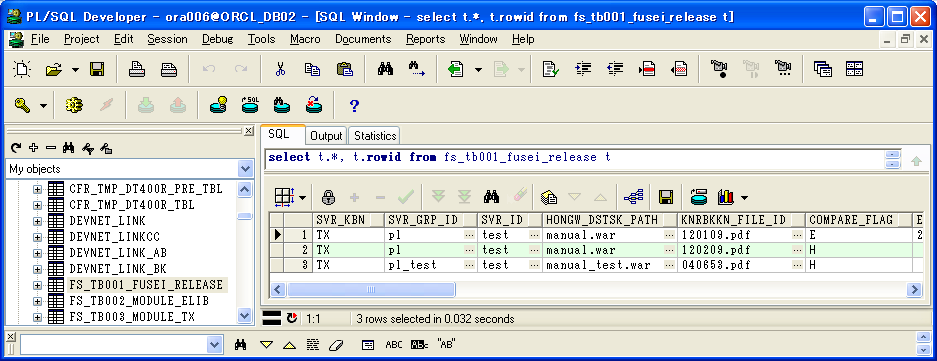 PL/SQL Developer - ora006@ORCL_DB02 - [SQL Window - select t.*, t.rowid from fs_tb001_fusei_release t]
File Project Edit Session Debug Tools Macro Documents Reports Window Help
SQL
?
SQL Output Statistics
select t.*, t.rowid from fs_tb001_fusei_release t
My objects
CFR_TMP_DT400R_PRE_TBL
CFR_TMP_DT400R_TBL
DEVNET_LINK
DEVNET_LINKCC
DEVNET_LINK_AB
DEVNET_LINK_BK
FS_TB001_FUSEI_RELEASE
FS_TB002_MODULE_ELIB
FS_TB003_MODULE_TX
SVR_KBN SVR_GRP_ID SVR_ID HONGW_DSTSK_PATH KNRBKKN_FILE_ID COMPARE_FLAG E
1 TX pl ... test ... manual.war ... 120109.pdf ... E 2
2 TX pl ... test ... manual.war ... 120209.pdf ... H
3 TX pl_test ... test ... manual_test.war ... 040653.pdf ... H
1:1 3 rows selected in 0.032 seconds
ABC "AB"